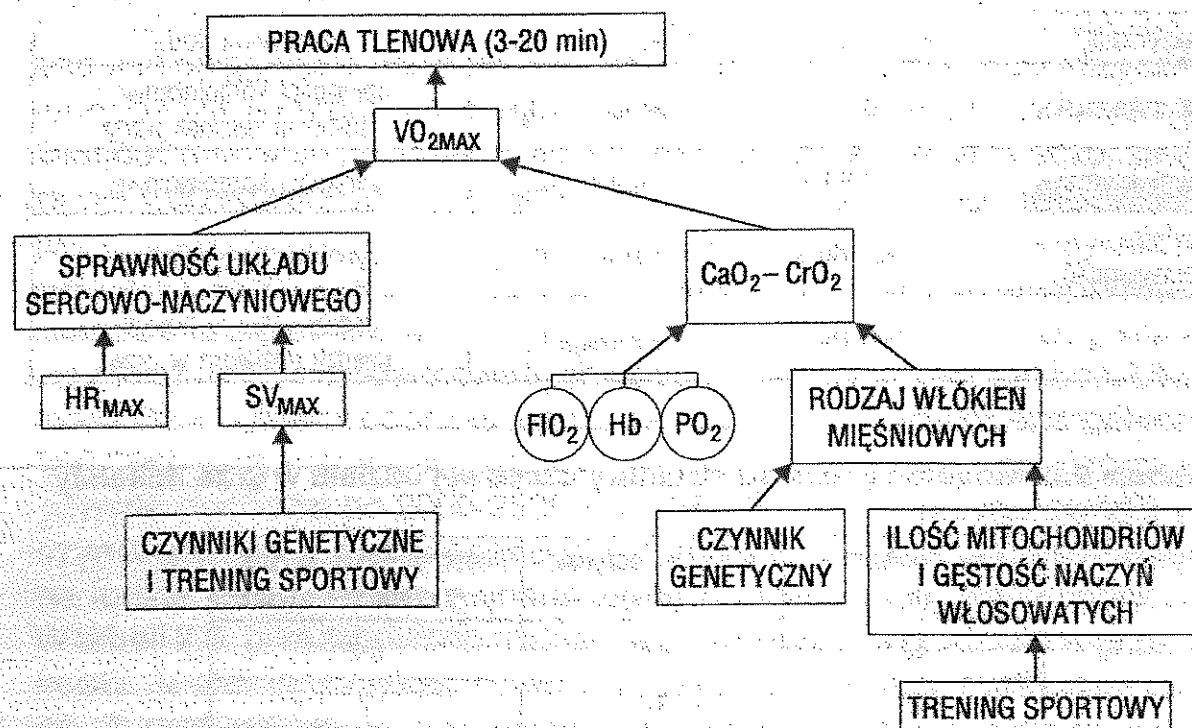 PRACA TLENOWA (3-20 min)
VO2MAX
SPRAWNOŚĆ UKŁADU
SERCOWO-NACZYNIOWEGO
CaO2 – CrO2
HRMAX
SVMAX
FIO2
Hb
PO2
RODZAJ WŁÓKIEN
MIĘŚNIOWYCH
CZYNNIKI GENETYCZNE
I TRENING SPORTOWY
CZYNNIK
GENETYCZNY
ILOŚĆ MITOCHONDRIÓW
I GĘSTOŚĆ NACZYŃ
WŁOSOWATYCH
TRENING SPORTOWY